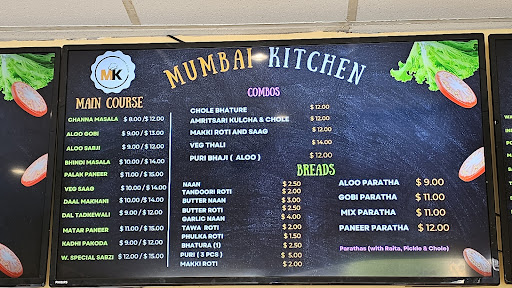 MK
MUMBAI KITCHEN
MAIN COURSE
CHANNA MASALA $ 8.00 / $ 12.00
ALOO GOBI $ 9.00 / $ 13.00
ALOO SABJI $ 9.00 / $ 12.00
BHINDI MASALA $ 10.00 / $ 14.00
PALAK PANEER $ 11.00 / $ 15.00
VEG SAAG $ 10.00 / $ 14.00
DAAL MAKHANI $ 10.00 / $ 14.00
DAL TADKEWALI $ 9.00 / $ 12.00
MATAR PANEER $ 11.00 / $ 15.00
KADHI PAKODA $ 9.00 / $ 12.00
W. SPECIAL SABZI $ 12.00 / $ 15.00
COMBOS
CHOLE BHATURE $ 12.00
AMRITSARI KULCHA & CHOLE $ 12.00
MAKKI ROTI AND SAAG $ 12.00
VEG THALI $ 14.00
PURI BHAJI ( ALOO ) $ 12.00
BREADS
NAAN $ 2.50
TANDOORI ROTI $ 2.00
BUTTER NAAN $ 3.00
BUTTER ROTI $ 2.50
GARLIC NAAN $ 4.00
TAWA ROTI $ 2.00
PHULKA ROTI $ 1.50
BHATURA (1) $ 2.50
PURI ( 3 PCS ) $ 5.00
MAKKI ROTI $ 2.00
ALOO PARATHA $ 9.00
GOBI PARATHA $ 11.00
MIX PARATHA $ 11.00
PANEER PARATHA $ 12.00
Parathas (with Raita, Pickle & Chole)
PHILIPS